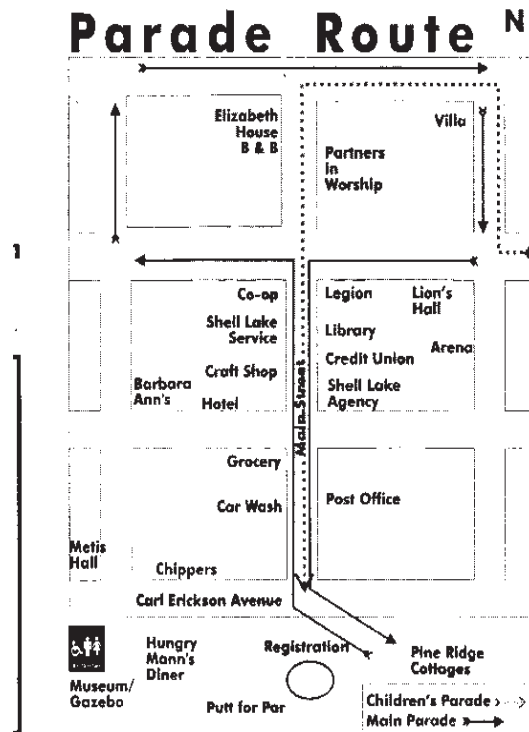 Parade Route N
Elizabeth
House
B & B
Villa
Partners
in
Worship
1
Co-op
Legion
Lion's
Hall
Shell Lake
Service
Library
Arena
Craft Shop
Credit Union
Barbara
Ann's
Hotel
Shell Lake
Agency
Main Street
Grocery
Car Wash
Post Office
Metis
Hall
Chippers
Carl Erickson Avenue
Hungry
Mann's
Diner
Registration
Pine Ridge
Cottages
Museum/
Gazebo
Putt for Par
Children's Parade
Main Parade